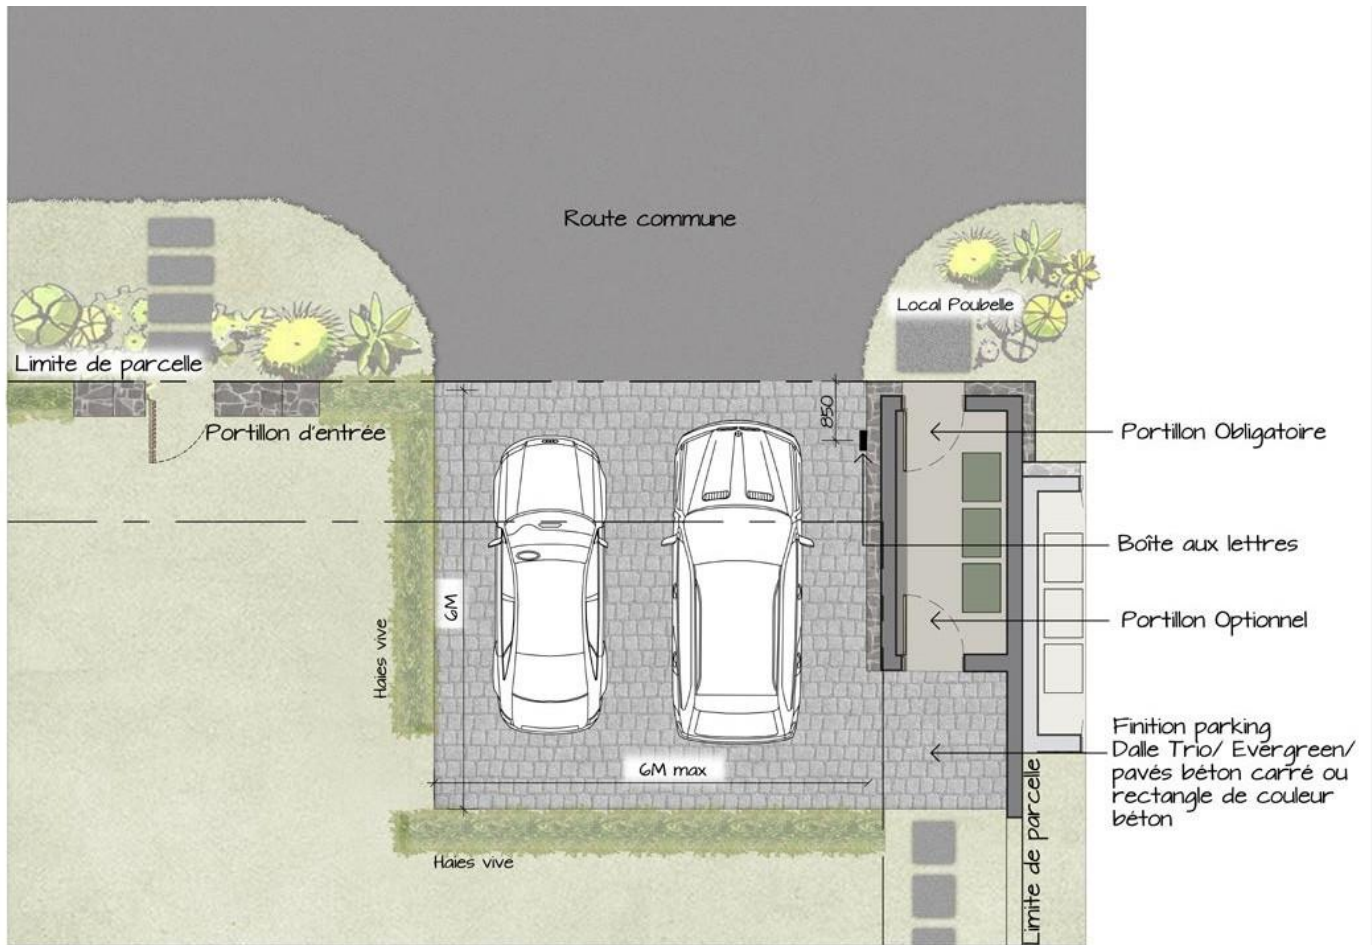 Route commune
Local Poubelle
Limite de parcelle
Portillon d'entrée
850
Portillon Obligatoire
Boîte aux lettres
6M
Haies vive
Portillon Optionnel
Finition parking
Dalle Trio/ Evergreen/
pavés béton carré ou
rectangle de couleur
béton
6M max
Haies vive
Limite de parcelle